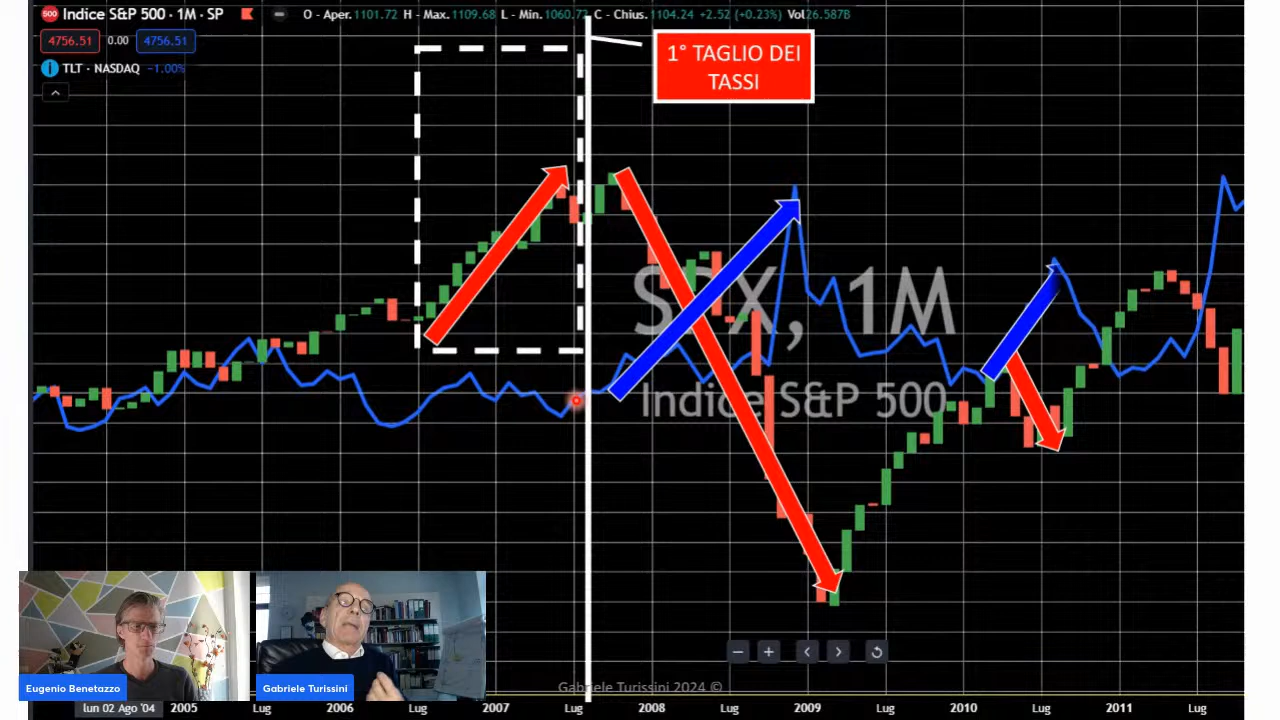 500 Indice S&P 500 · 1M · SP O - Aper.1101.72 H - Max.1109.68 L - Min.1060.72 C - Chius.1104.24 +2.52 (+0.23%) Vol26.587B
4756.51 0.00 4756.51
TLT · NASDAQ −1.00%
1° TAGLIO DEI
TASSI
SPX, 1M
Indice S&P 500
Eugenio Benetazzo
Gabriele Turissini
Gabriele Turissini 2024 ©
lun 02 Ago '04 2005 Lug 2006 Lug 2007 Lug 2008 Lug 2009 Lug 2010 Lug 2011 Lug